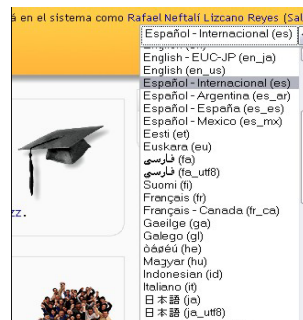 á en el sistema como Rafael Neftalí Lizcano Reyes (Sal
Español - Internacional (es)
English - EUC-JP (en_ja)
English (en_us)
Español - Internacional (es)
Español - Argentina (es_ar)
Español - España (es_es)
Español - Mexico (es_mx)
Eesti (et)
Euskara (eu)
فارسی (fa)
فارسی (fa_utf8)
Suomi (fi)
Français (fr)
Français - Canada (fr_ca)
Gaeilge (ga)
Galego (gl)
òáøéú (he)
Magyar (hu)
Indonesian (id)
Italiano (it)
日本語 (ja)
日本語 (ja_utf8)
zz.